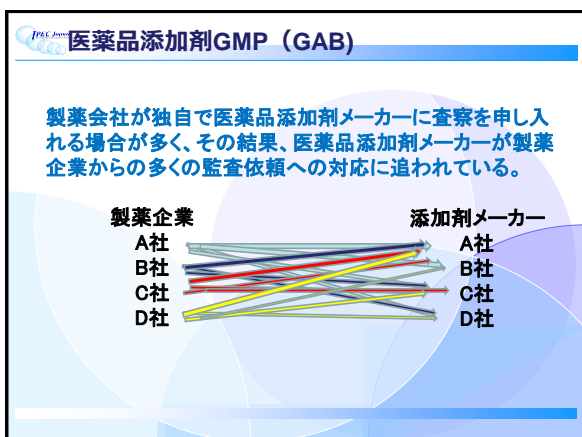 IPEC Japan
医薬品添加剤GMP（GAB)
製薬会社が独自で医薬品添加剤メーカーに査察を申し入
れる場合が多く、その結果、医薬品添加剤メーカーが製薬
企業からの多くの監査依頼への対応に追われている。
製薬企業
A社
B社
C社
D社
添加剤メーカー
A社
B社
C社
D社